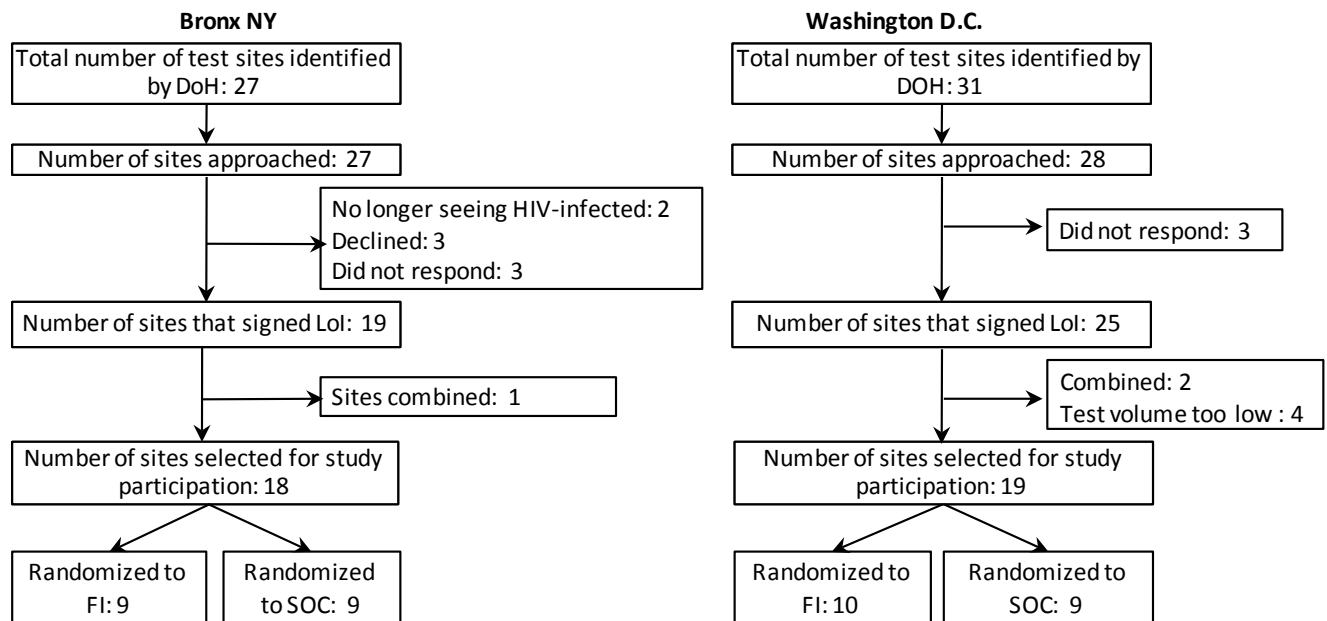 Bronx NY
Total number of test sites identified
by DoH: 27
Number of sites approached: 27
No longer seeing HIV-infected: 2
Declined: 3
Did not respond: 3
Number of sites that signed LoI: 19
Sites combined: 1
Number of sites selected for study
participation: 18
Randomized to
FI: 9
Randomized
to SOC: 9
Washington D.C.
Total number of test sites identified by
DOH: 31
Number of sites approached: 28
Did not respond: 3
Number of sites that signed LoI: 25
Combined: 2
Test volume too low : 4
Number of sites selected for study
participation: 19
Randomized to
FI: 10
Randomized to
SOC: 9